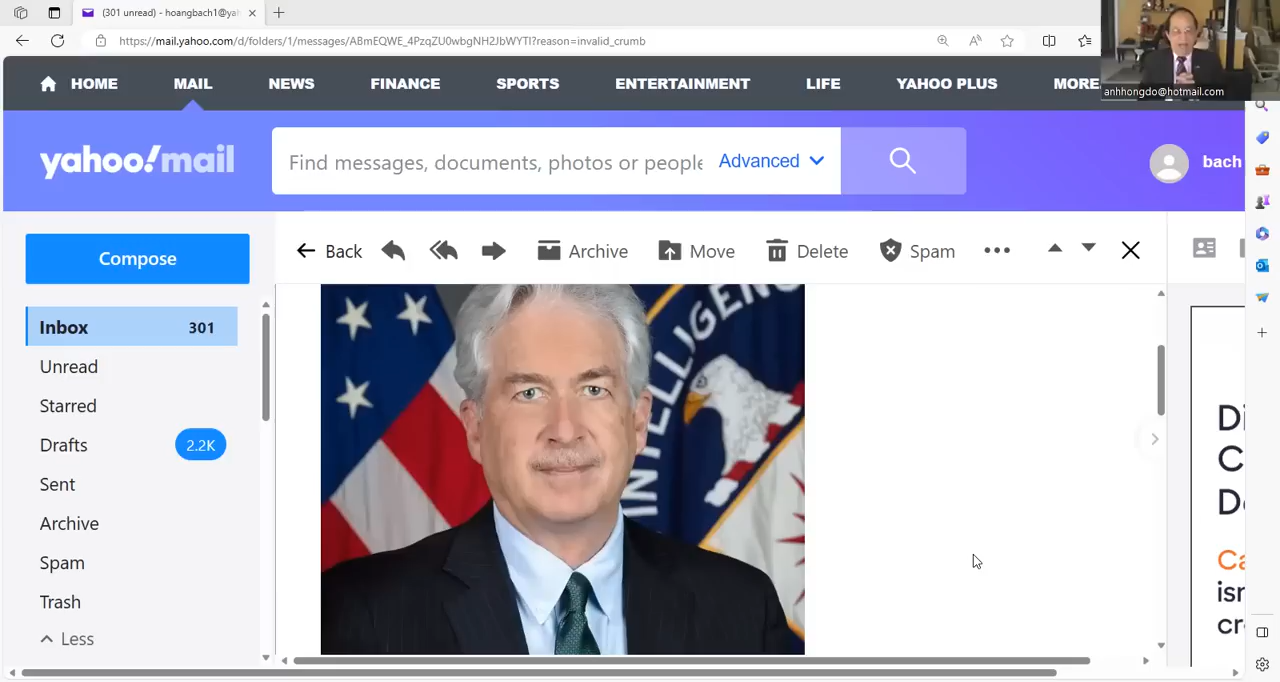 (301 unread) - hoangbach1@yah
https://mail.yahoo.com/d/folders/1/messages/ABmEQWE_4PzqZU0wbgNH2JbWYTI?reason=invalid_crumb
anhhongdo@hotmail.com
HOME MAIL NEWS FINANCE SPORTS ENTERTAINMENT LIFE YAHOO PLUS MORE
yahoo!mail
Find messages, documents, photos or people
Advanced
bach
Compose
Back Archive Move Delete Spam
Inbox 301
Unread
Starred
Drafts 2.2K
Sent
Archive
Spam
Trash
Less
INTELLIGENC
Di
C
D
Ca
isn
cr